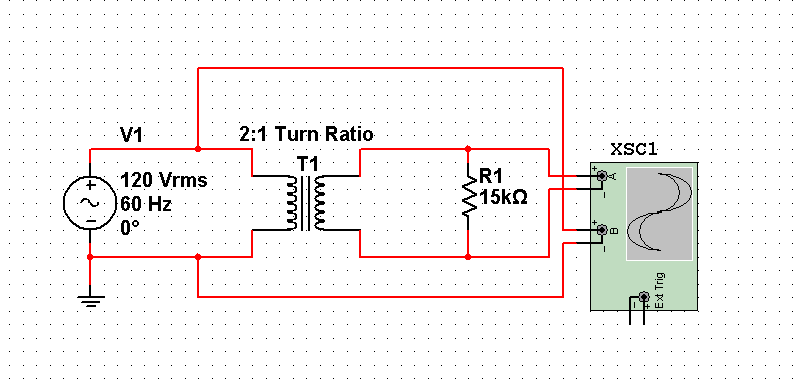 V1
120 Vrms
60 Hz
0°
2:1 Turn Ratio
T1
R1
15kΩ
XSC1
+
A
−
+
B
−
Ext Trig
−
+